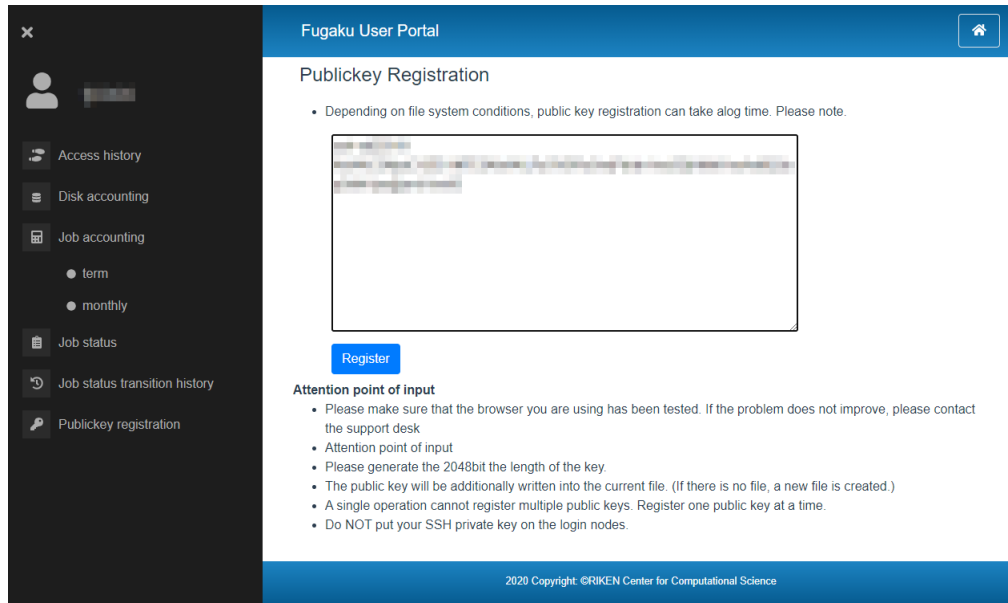 Fugaku User Portal
Access history
Disk accounting
Job accounting
term
monthly
Job status
Job status transition history
Publickey registration
Publickey Registration
Depending on file system conditions, public key registration can take alog time. Please note.
Register
Attention point of input
Please make sure that the browser you are using has been tested. If the problem does not improve, please contact
the support desk
Attention point of input
Please generate the 2048bit the length of the key.
The public key will be additionally written into the current file. (If there is no file, a new file is created.)
A single operation cannot register multiple public keys. Register one public key at a time.
Do NOT put your SSH private key on the login nodes.
2020 Copyright: ©RIKEN Center for Computational Science